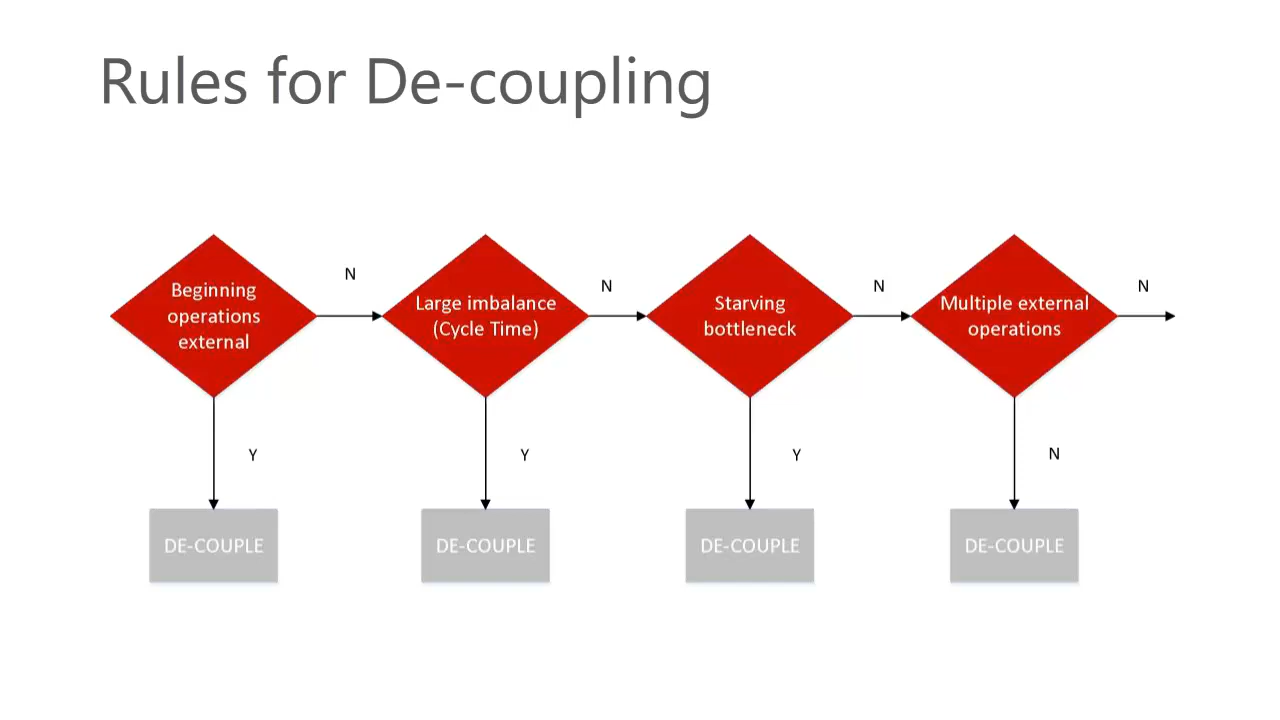 Rules for De-coupling
Beginning
operations
external
N
Large imbalance
(Cycle Time)
N
Starving
bottleneck
N
Multiple external
operations
N
Y
Y
Y
N
DE-COUPLE
DE-COUPLE
DE-COUPLE
DE-COUPLE